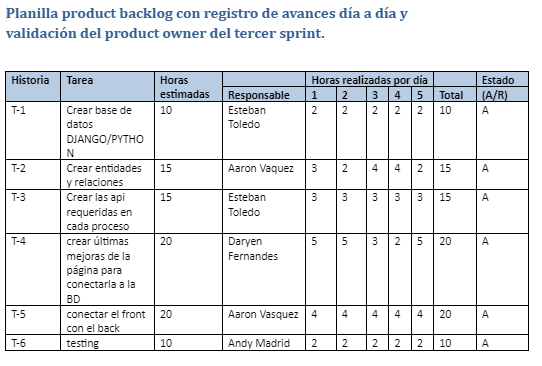 Planilla product backlog con registro de avances día a día y
validación del product owner del tercer sprint.
Historia Tarea Horas estimadas Responsable Horas realizadas por día 1 2 3 4 5 Total Estado (A/R)
T-1 Crear base de datos DJANGO/PYTHON 10 Esteban Toledo 2 2 2 2 2 10 A
T-2 Crear entidades y relaciones 15 Aaron Vaquez 3 2 4 4 2 15 A
T-3 Crear las api requeridas en cada proceso 15 Esteban Toledo 3 3 3 3 3 15 A
T-4 crear últimas mejoras de la página para conectarla a la BD 20 Daryen Fernandes 5 5 3 2 5 20 A
T-5 conectar el front con el back 20 Aaron Vasquez 4 4 4 4 4 20 A
T-6 testing 10 Andy Madrid 2 2 2 2 2 10 A